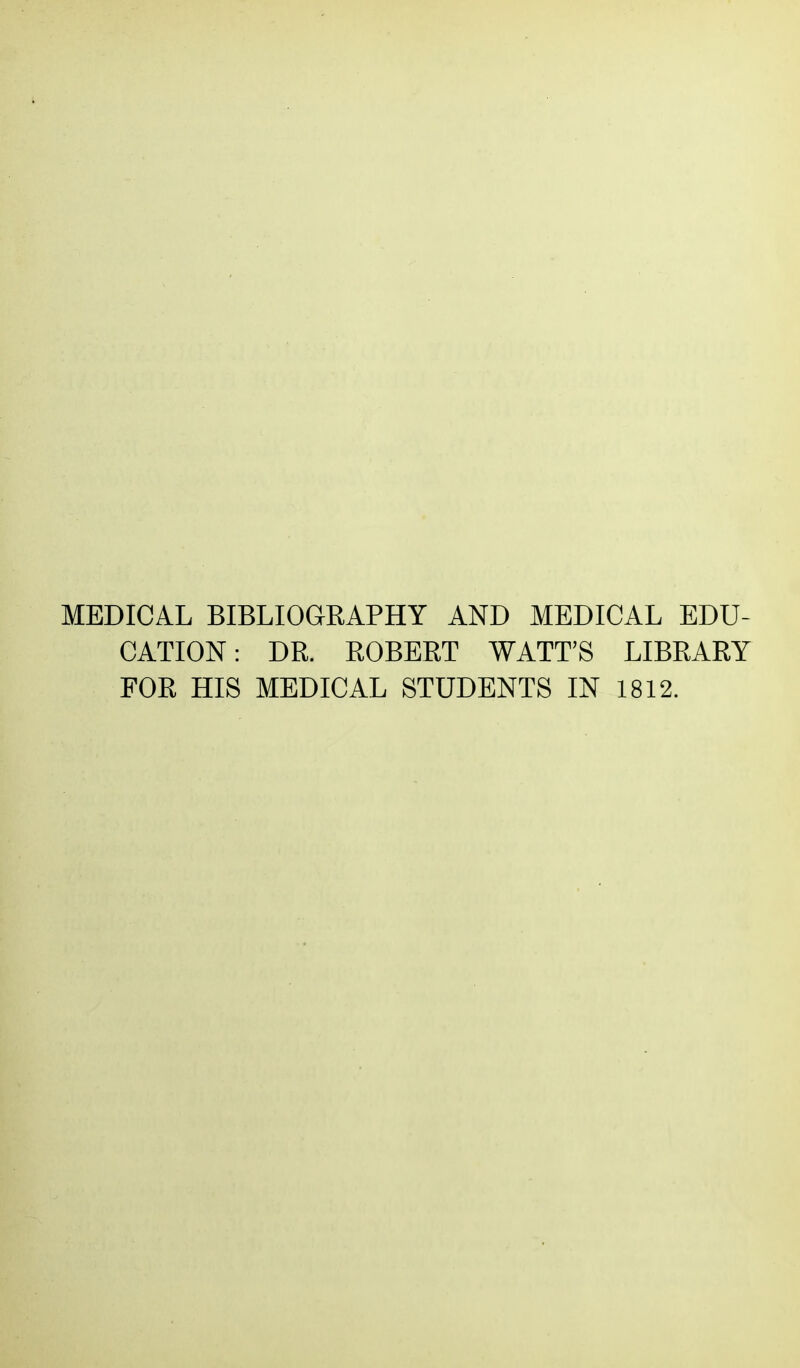 MEDICAL BIBLIOGRAPHY AND MEDICAL EDU-
CATION: DR. ROBERT WATT'S LIBRARY
FOR HIS MEDICAL STUDENTS IN 1812.